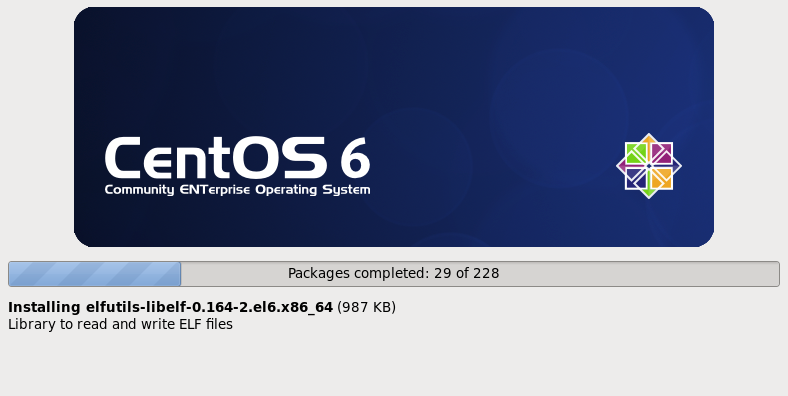 CentOS 6
Community ENTerprise Operating System
Packages completed: 29 of 228
Installing elfutils-libelf-0.164-2.el6.x86_64 (987 KB)
Library to read and write ELF files